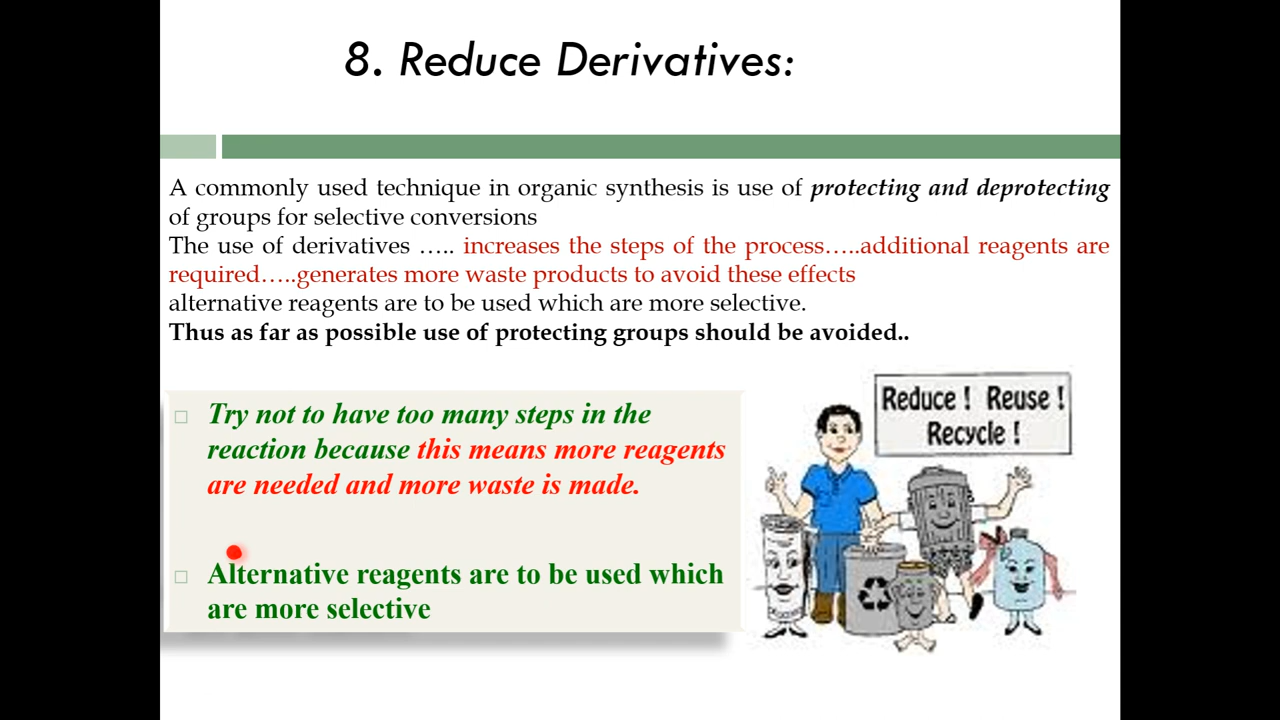 8. Reduce Derivatives:
A commonly used technique in organic synthesis is use of protecting and deprotecting
of groups for selective conversions
The use of derivatives ….. increases the steps of the process…..additional reagents are
required…..generates more waste products to avoid these effects
alternative reagents are to be used which are more selective.
Thus as far as possible use of protecting groups should be avoided..
Try not to have too many steps in the
reaction because this means more reagents
are needed and more waste is made.
Alternative reagents are to be used which
are more selective
Reduce ! Reuse !
Recycle !